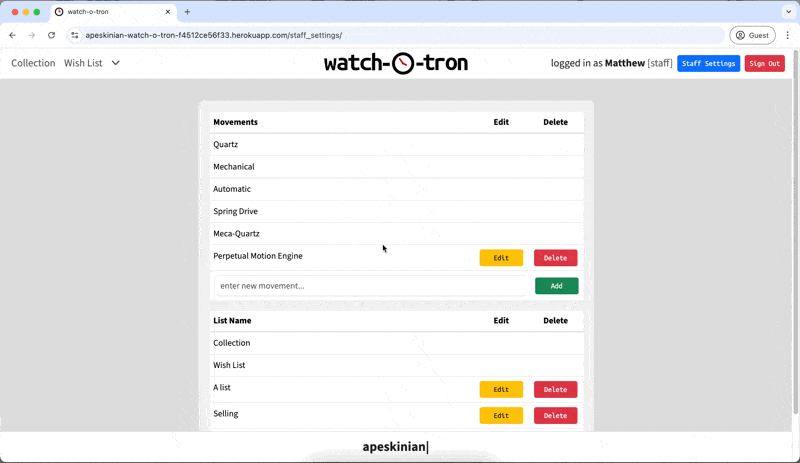 watch-o-tron
apeskinian-watch-o-tron-f4512ce56f33.herokuapp.com/staff_settings/
Guest
Collection Wish List
watch-o-tron
logged in as Matthew [staff] Staff Settings Sign Out
Movements Edit Delete
Quartz
Mechanical
Automatic
Spring Drive
Meca-Quartz
Perpetual Motion Engine Edit Delete
enter new movement... Add
List Name Edit Delete
Collection
Wish List
A list Edit Delete
Selling Edit Delete
apeskinian|